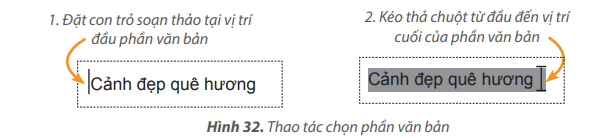 1. Đặt con trỏ soạn thảo tại vị trí
đầu phần văn bản
Cảnh đẹp quê hương
2. Kéo thả chuột từ đầu đến vị trí
cuối của phần văn bản
Cảnh đẹp quê hương
Hình 32. Thao tác chọn phần văn bản